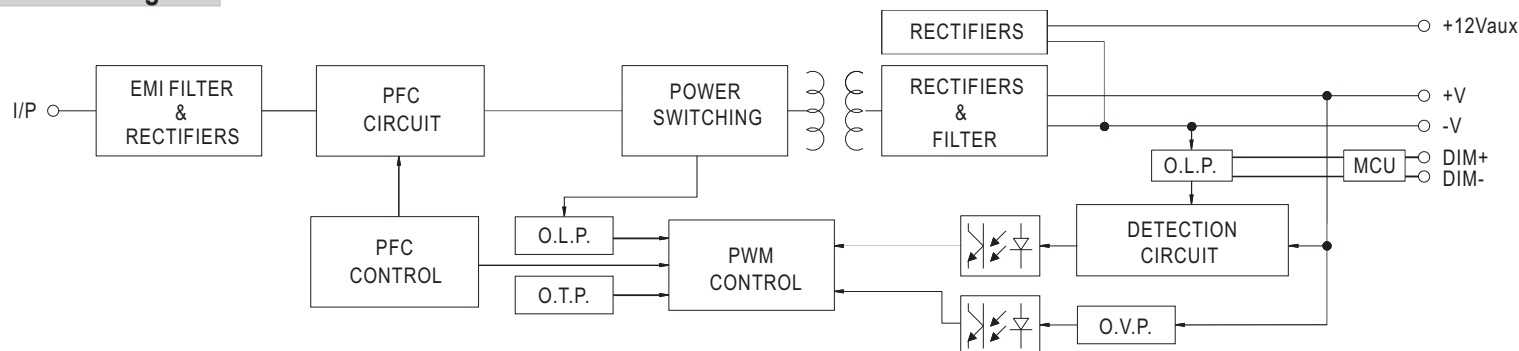 RECTIFIERS
+12Vaux
I/P
EMI FILTER
&
RECTIFIERS
PFC
CIRCUIT
POWER
SWITCHING
RECTIFIERS
&
FILTER
+V
-V
O.L.P.
MCU
DIM+
DIM-
PFC
CONTROL
O.L.P.
O.T.P.
PWM
CONTROL
DETECTION
CIRCUIT
O.V.P.